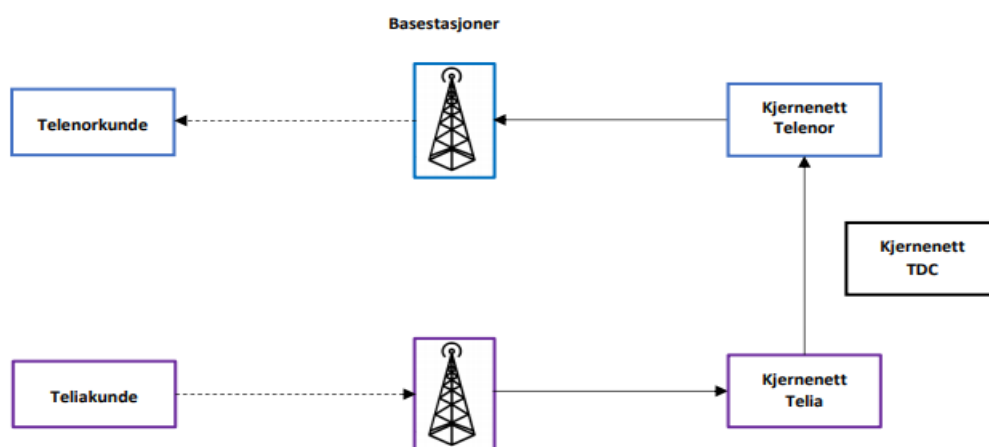 Basestasjoner
Telenorkunde
Kjernenett
Telenor
Kjernenett
TDC
Teliakunde
Kjernenett
Telia